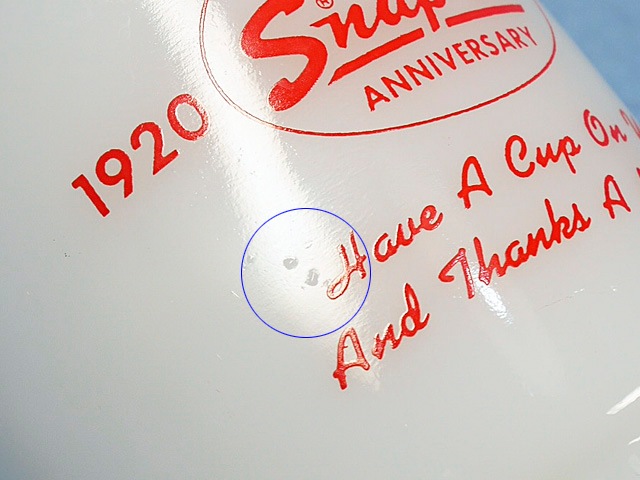 Snap
®
ANNIVERSARY
1920
Have A Cup On
And Thanks A